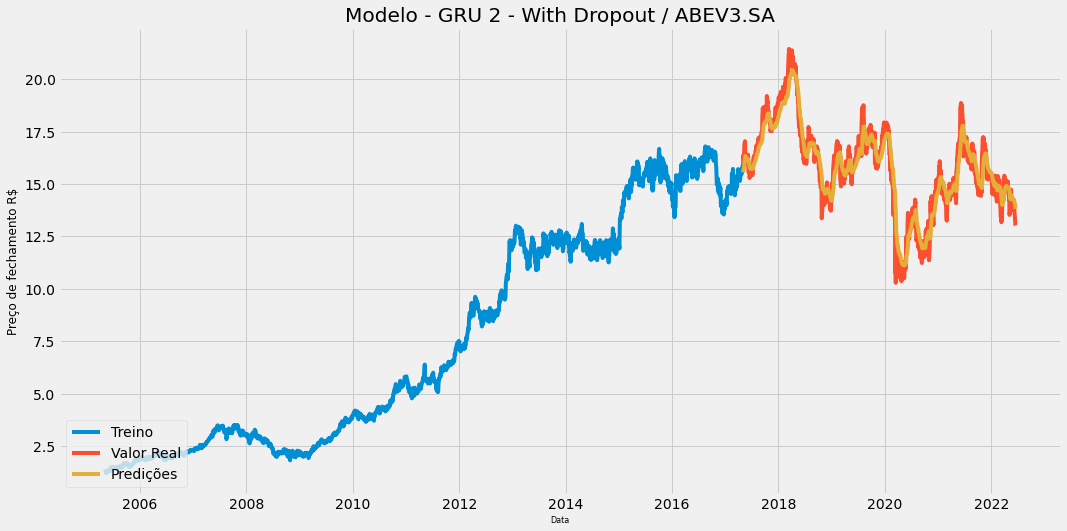 Modelo - GRU 2 - With Dropout / ABEV3.SA
Preço de fechamento R$
20.0
17.5
15.0
12.5
10.0
7.5
5.0
2.5
Treino
Valor Real
Predições
2006
2008
2010
2012
2014
2016
2018
2020
2022
Data